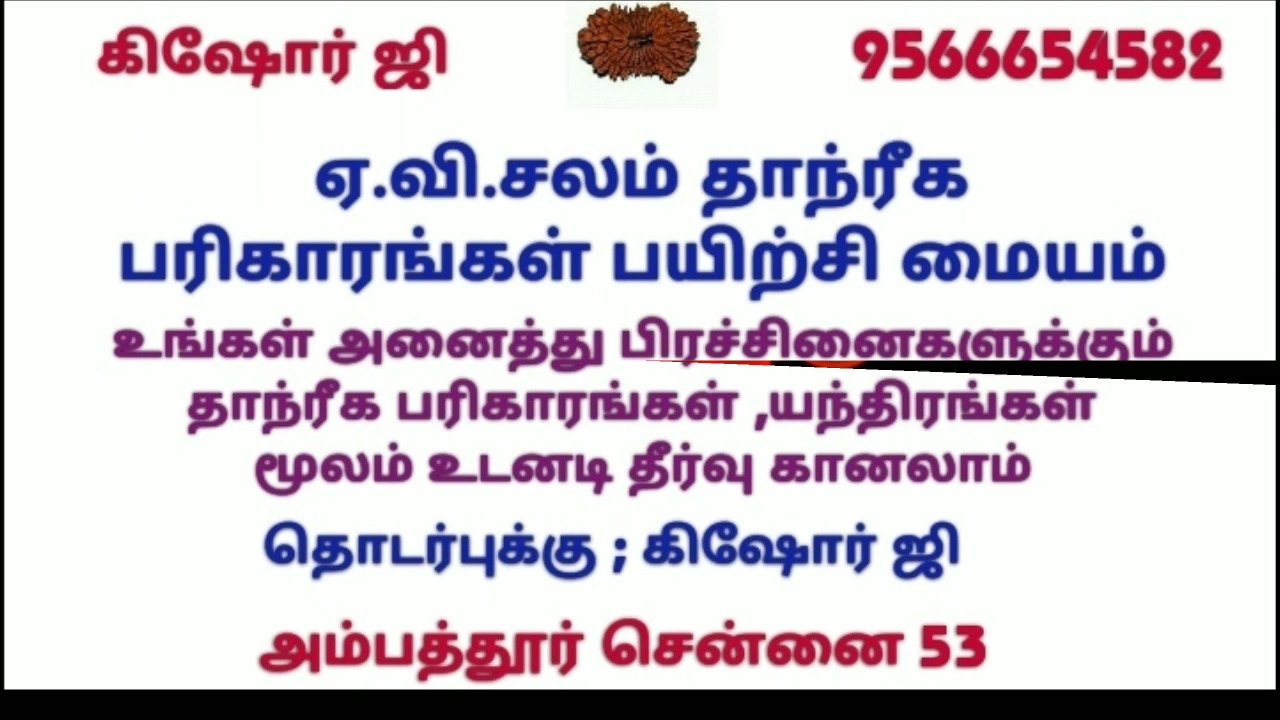 கிஷோர் ஜி 9566654582
ஏ.வி.சலம் தாந்ரீக
பரிகாரங்கள் பயிற்சி மையம்
உங்கள் அனைத்து பிரச்சினைகளுக்கும்
தாந்ரீக பரிகாரங்கள் ,யந்திரங்கள்
மூலம் உடனடி தீர்வு கானலாம்
தொடர்புக்கு ; கிஷோர் ஜி
அம்பத்தூர் சென்னை 53